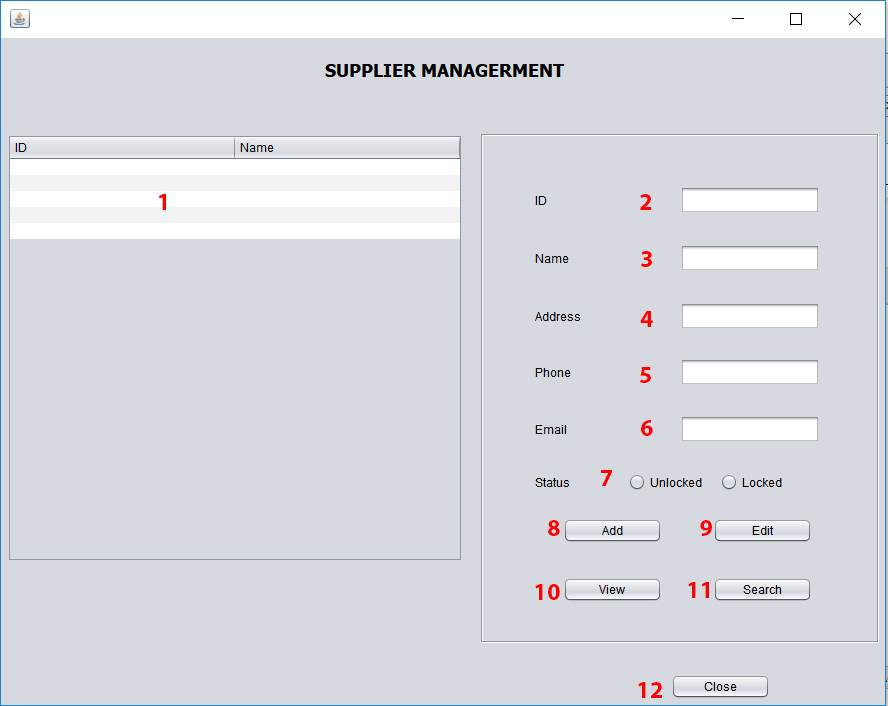 SUPPLIER MANAGERMENT
ID Name
1
ID 2
Name 3
Address 4
Phone 5
Email 6
Status 7 Unlocked Locked
8 Add 9 Edit
10 View 11 Search
12 Close